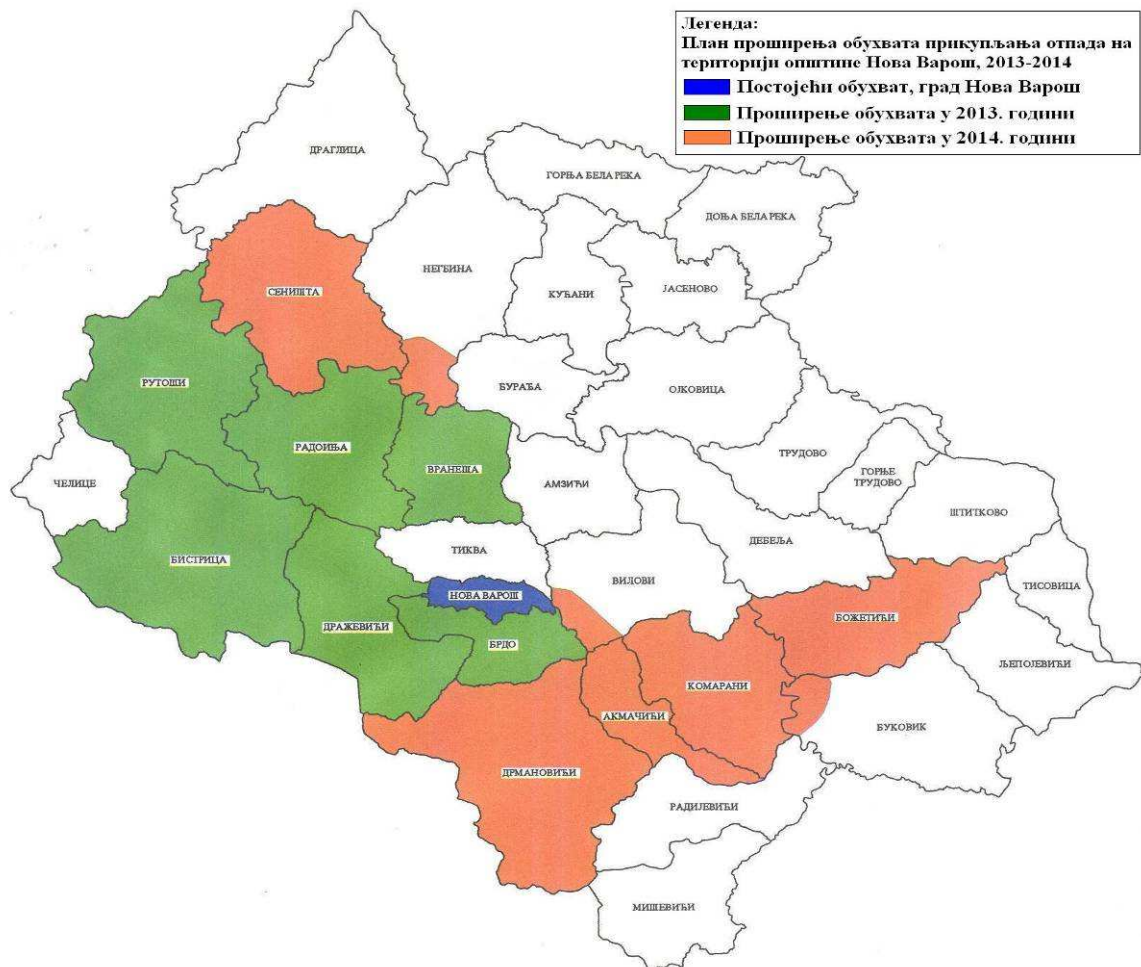 Легенда:
План проширења обухвата прикупљања отпада на
територији општине Нова Варош, 2013-2014
Постојећи обухват, град Нова Варош
Проширење обухвата у 2013. години
Проширење обухвата у 2014. години
ДРАГЛИЦА
ГОРЊА БЕЛА РЕКА
ДОЊА БЕЛА РЕКА
НЕГБИНА
СЕНИШТА
КУЋАНИ
ЈАСЕНОВО
РУТОШИ
БУРАЂА
ОЈКОВИЦА
РАДОИЊА
ВРАНЕША
ТРУДОВО
ГОРЊЕ
ТРУДОВО
ЧЕЛИЦЕ
АМЗИЋИ
ШТИТКОВО
ДЕБЕЉА
ТИКВА
БИСТРИЦА
ВИЛОВИ
ТИСОВИЦА
НОВА ВАРОШ
БОЖЕТИЋИ
ДРАЖЕВИЋИ
БРДО
ЉЕПОЈЕВИЋИ
КОМАРАНИ
АКМАЧИЋИ
БУКОВИК
ДРМАНОВИЋИ
РАДИЈЕВИЋИ
МИШЕВИЋИ